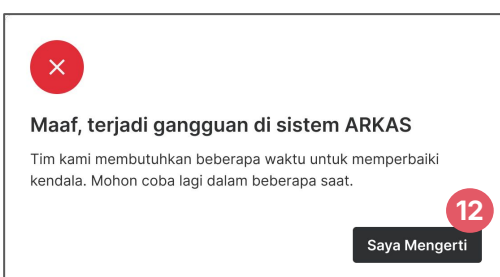 Maaf, terjadi gangguan di sistem ARKAS
Tim kami membutuhkan beberapa waktu untuk memperbaiki
kendala. Mohon coba lagi dalam beberapa saat.
12
Saya Mengerti